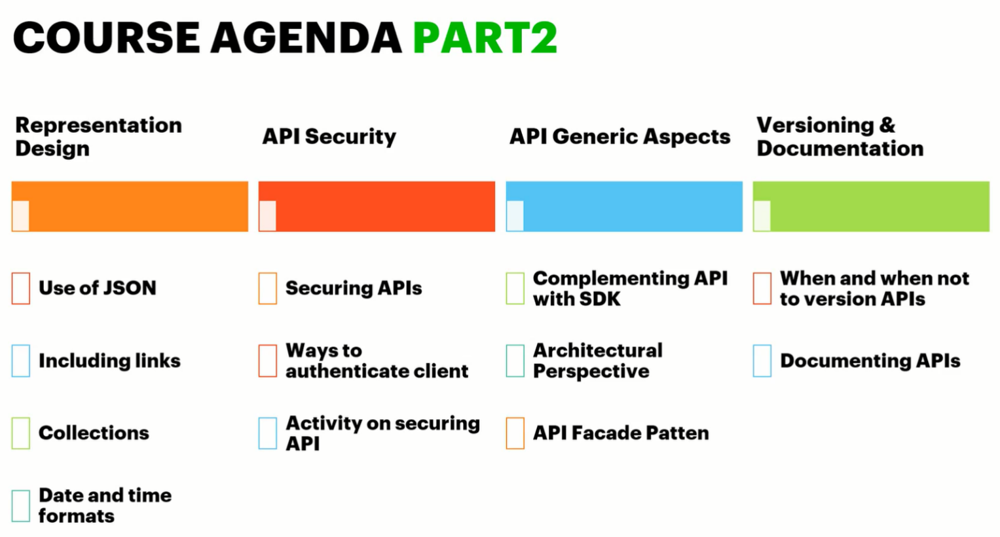 COURSE AGENDA PART2
Representation
Design
API Security
API Generic Aspects
Versioning &
Documentation
Use of JSON
Including links
Collections
Date and time
formats
Securing APIs
Ways to
authenticate client
Activity on securing
API
Complementing API
with SDK
Architectural
Perspective
API Facade Patten
When and when not
to version APIs
Documenting APIs